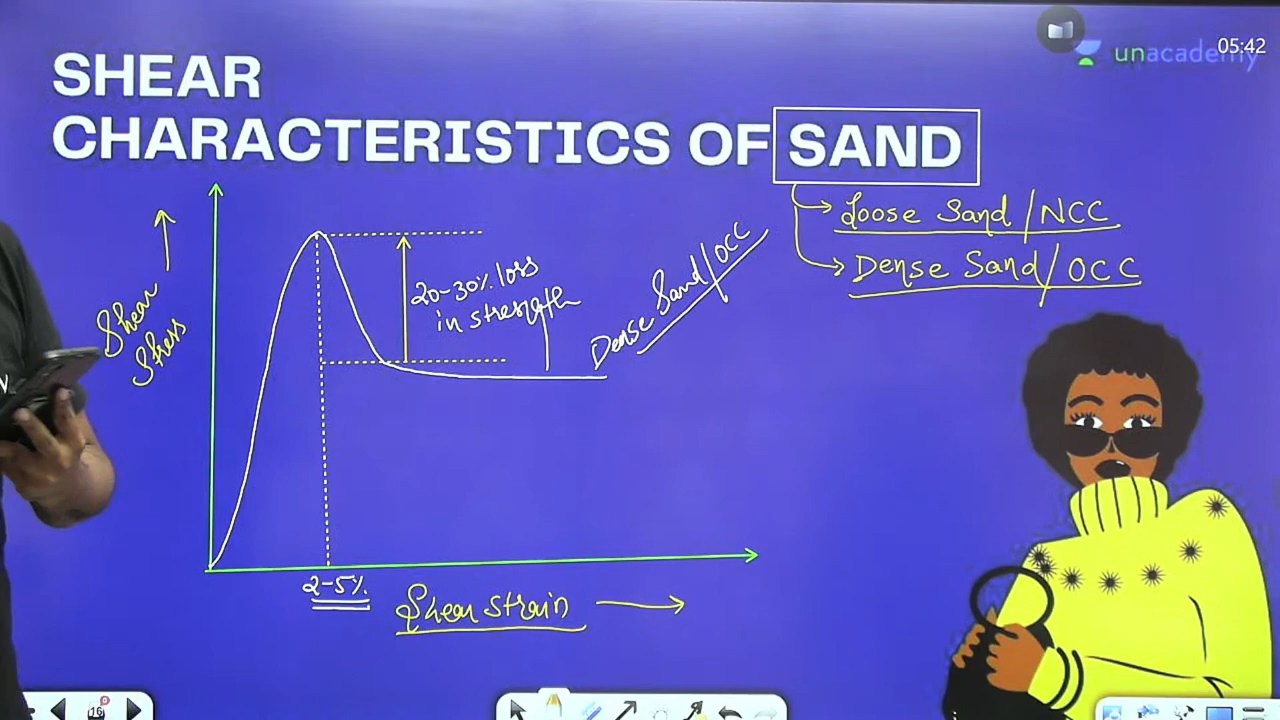 05:42
unacademy
SHEAR
CHARACTERISTICS OF SAND
Loose Sand/NCC
Dense Sand/OCC
Shear
Stress
20-30% loss
in strength
Dense Sand/OCC
2-5%
Shear strain
16